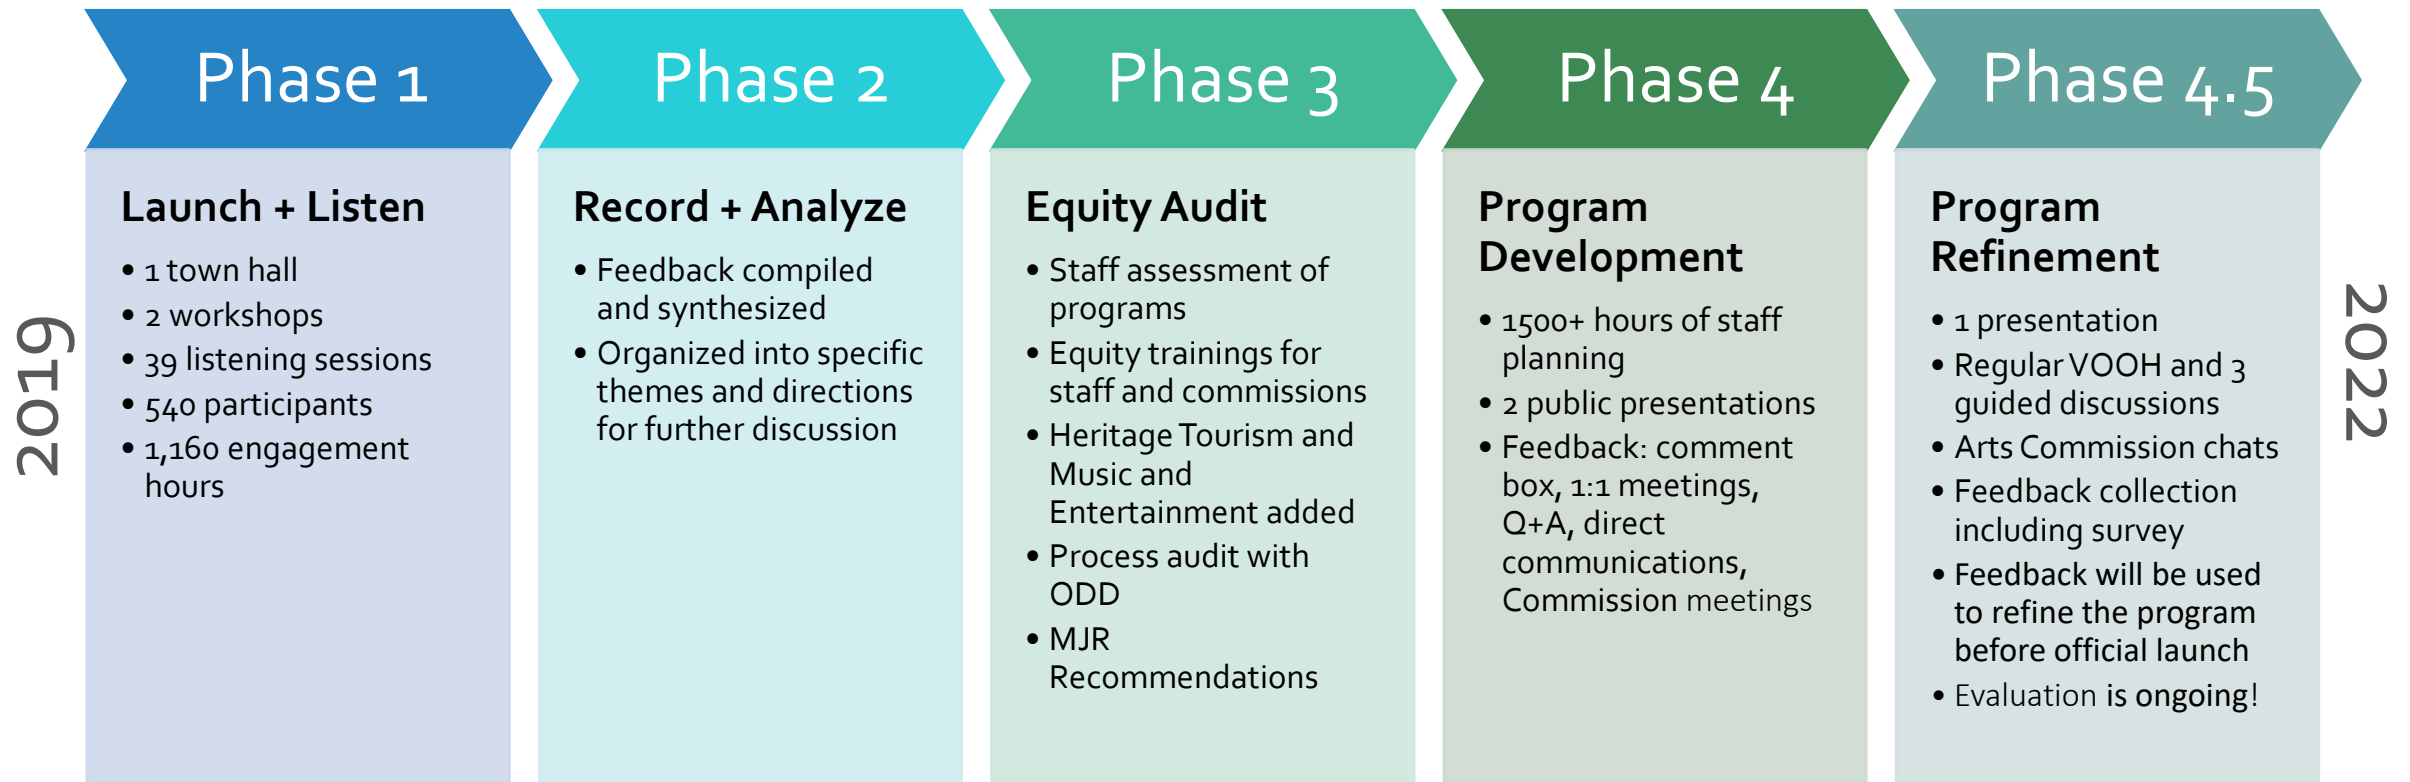 2019
Phase 1
Launch + Listen
• 1 town hall
• 2 workshops
• 39 listening sessions
• 540 participants
• 1,160 engagement
hours
Phase 2
Record + Analyze
• Feedback compiled
and synthesized
• Organized into specific
themes and directions
for further discussion
Phase 3
Equity Audit
• Staff assessment of
programs
• Equity trainings for
staff and commissions
• Heritage Tourism and
Music and
Entertainment added
• Process audit with
ODD
• MJR
Recommendations
Phase 4
Program
Development
• 1500+ hours of staff
planning
• 2 public presentations
• Feedback: comment
box, 1:1 meetings,
Q+A, direct
communications,
Commission meetings
Phase 4.5
Program
Refinement
• 1 presentation
• Regular VOOH and 3
guided discussions
• Arts Commission chats
• Feedback collection
including survey
• Feedback will be used
to refine the program
before official launch
• Evaluation is ongoing!
2022